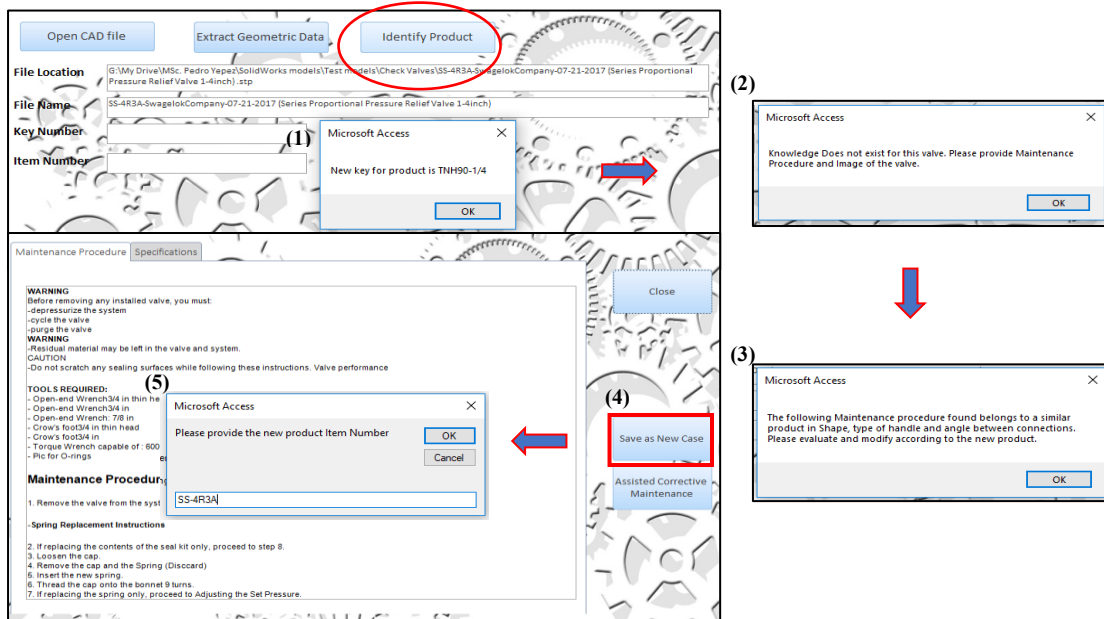 Open CAD file
Extract Geometric Data
Identify Product
File Location
G:\My Drive\MSc. Pedro Yepez\SolidWorks models\Test models\Check Valves\SS-4R3A-SwagelokCompany-07-21-2017 (Series Proportional
Pressure Relief Valve 1-4inch) .stp
File Name
SS-4R3A-SwagelokCompany-07-21-2017 (Series Proportional Pressure Relief Valve 1-4inch)
Key Number
Item Number
(1)
Microsoft Access
New key for product is TNH90-1/4
OK
(2)
Microsoft Access
Knowledge Does not exist for this valve. Please provide Maintenance
Procedure and Image of the valve.
OK
(3)
Microsoft Access
The following Maintenance procedure found belongs to a similar
product in Shape, type of handle and angle between connections.
Please evaluate and modify according to the new product.
OK
Maintenance Procedure
Specifications
WARNING
Before removing any installed valve, you must:
-depressurize the system
-cycle the valve
-purge the valve
WARNING
-Residual material may be left in the valve and system.
CAUTION
-Do not scratch any sealing surfaces while following these instructions. Valve performance
TOOLS REQUIRED:
- Open-end Wrench3/4 in thin he
- Open-end Wrench3/4 in
- Open-end Wrench: 7/8 in
- Crow's foot3/4 in thin head
- Crow's foot3/4 in
- Torque Wrench capable of : 600
- Pic for O-rings
Maintenance Procedur
1. Remove the valve from the syst
-Spring Replacement Instructions
2. If replacing the contents of the seal kit only, proceed to step 8.
3. Loosen the cap.
4. Remove the cap and the Spring (Disccard)
5. Insert the new spring.
6. Thread the cap onto the bonnet 9 turns.
7. If replacing the spring only, proceed to Adjusting the Set Pressure.
Close
(4)
Save as New Case
Assisted Corrective
Maintenance
(5)
Microsoft Access
Please provide the new product Item Number
OK
Cancel
SS-4R3A